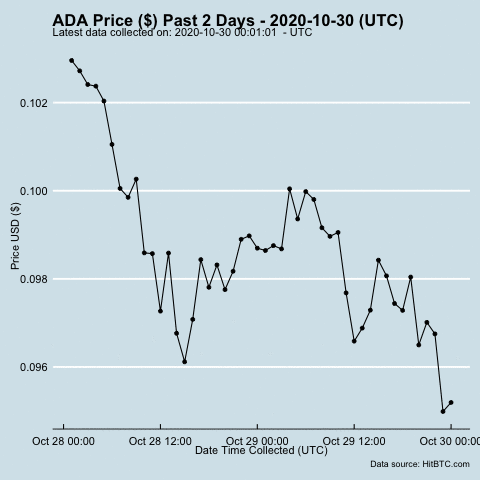 ADA Price ($) Past 2 Days - 2020-10-30 (UTC)
Latest data collected on: 2020-10-30 00:01:01 - UTC
Price USD ($)
0.102
0.100
0.098
0.096
Oct 28 00:00 Oct 28 12:00 Oct 29 00:00 Oct 29 12:00 Oct 30 00:00
Date Time Collected (UTC)
Data source: HitBTC.com